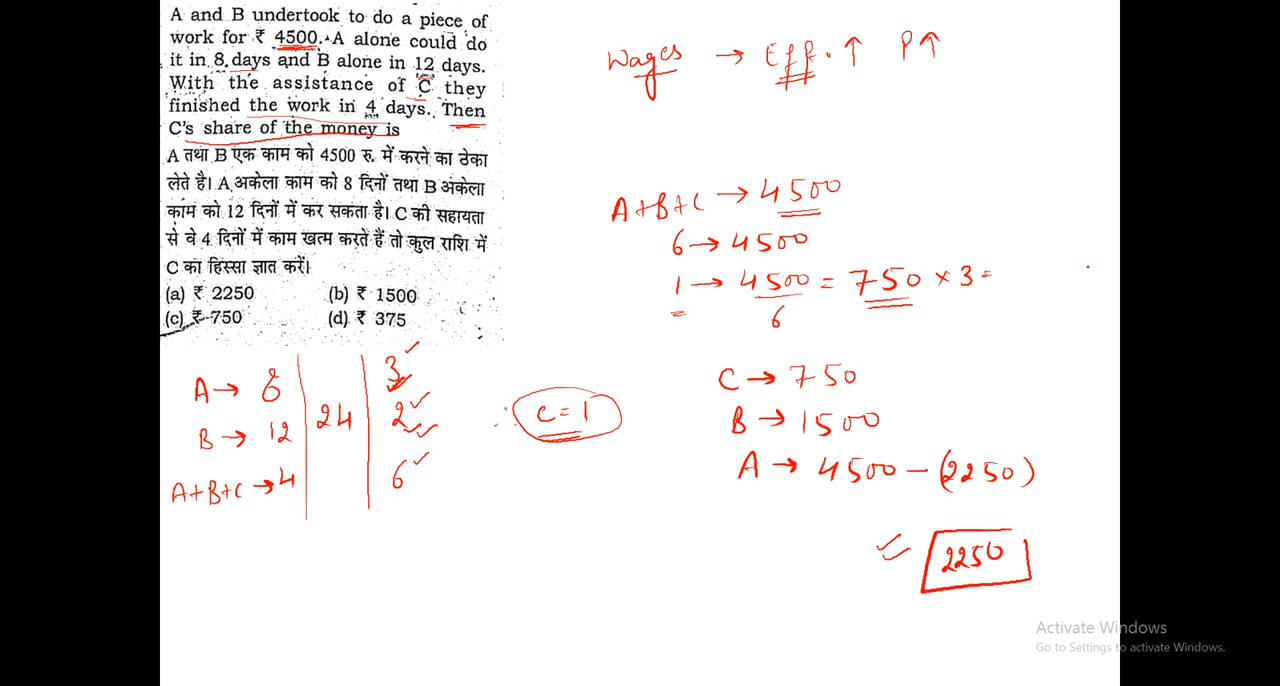 A and B undertook to do a piece of
work for ₹ 4500. A alone could do
it in 8 days and B alone in 12 days.
With the assistance of C they
finished the work in 4 days. Then
C's share of the money is
A तथा B एक काम को 4500 रु. में करने का ठेका
लेते है। A अकेला काम को 8 दिनों तथा B अकेला
काम को 12 दिनों में कर सकता है। C की सहायता
से वे 4 दिनों में काम खत्म करते हैं तो कुल राशि में
C का हिस्सा ज्ञात करें।
(a) ₹ 2250 (b) ₹ 1500
(c) ₹ 750 (d) ₹ 375
A → 8 3
B → 12 24 2
A+B+C → 4 6
∴ C = 1
Wages → Eff. ↑ P ↑
A+B+C → 4500
6 → 4500
1 → 4500/6 = 750 × 3 =
C → 750
B → 1500
A → 4500 - (2250)
2250
Activate Windows
Go to Settings to activate Windows.